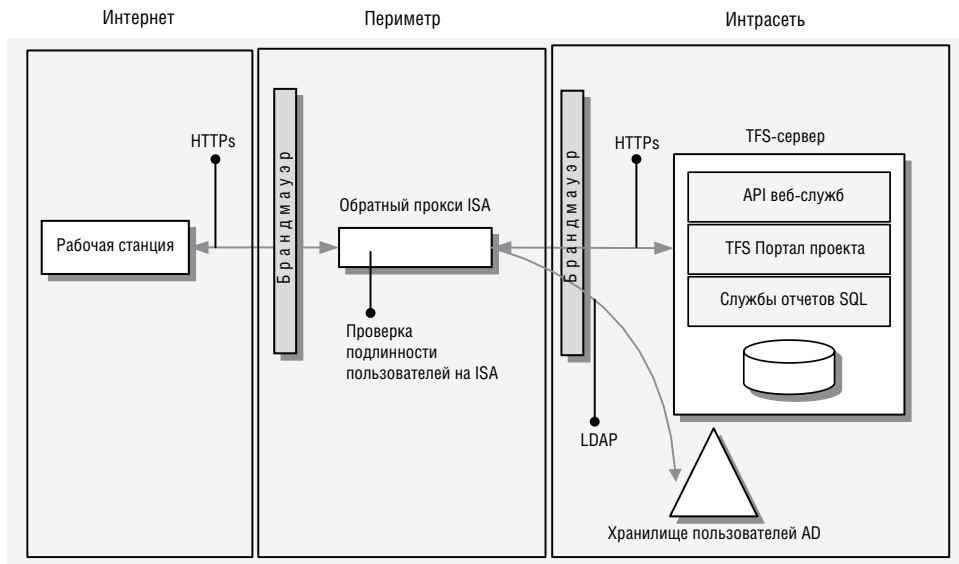 Интернет
Периметр
Интрасеть
HTTPs
Брандмауэр
Рабочая станция
Обратный прокси ISA
Проверка
подлинности
пользователей на ISA
Брандмауэр
HTTPs
LDAP
TFS-сервер
API веб-служб
TFS Портал проекта
Службы отчетов SQL
Хранилище пользователей AD